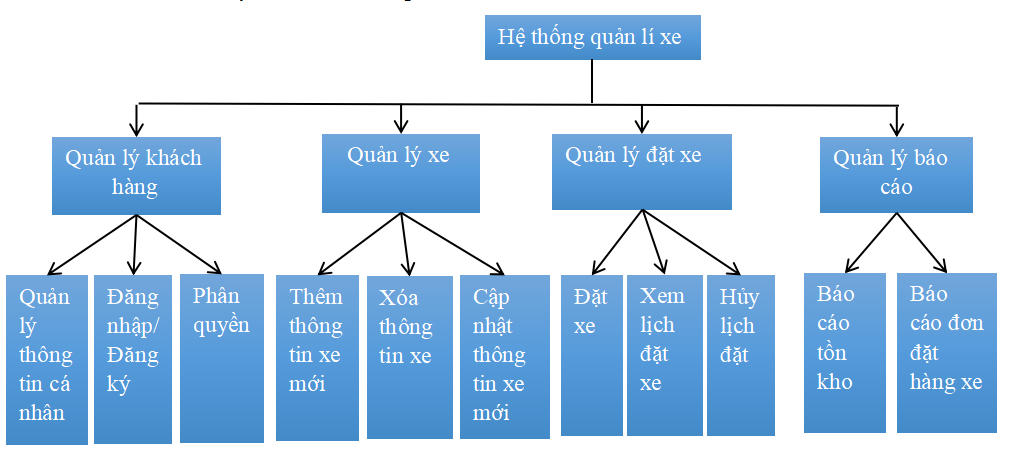 Hệ thống quản lí xe
Quản lý khách
hàng
Quản lý xe
Quản lý đặt xe
Quản lý báo
cáo
Quản
lý
thông
tin cá
nhân
Đăng
nhập/
Đăng
ký
Phân
quyền
Thêm
thông
tin xe
mới
Xóa
thông
tin xe
Cập
nhật
thông
tin xe
mới
Đặt
xe
Xem
lịch
đặt
xe
Hủy
lịch
đặt
Báo
cáo
tồn
kho
Báo
cáo đơn
đặt
hàng xe